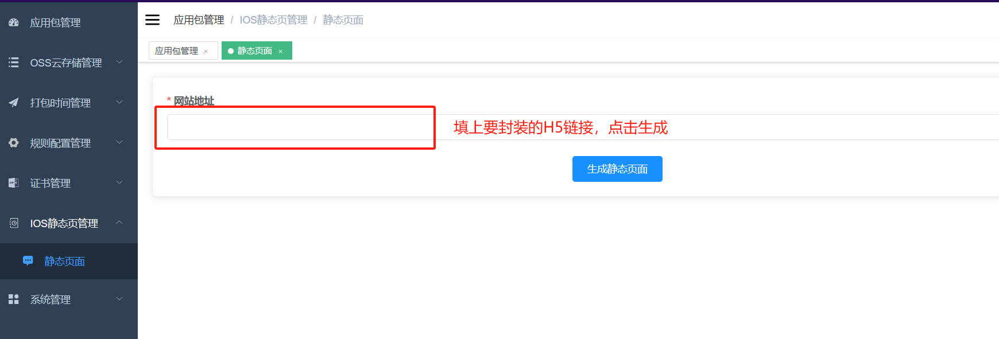 应用包管理
OSS云存储管理
打包时间管理
规则配置管理
证书管理
IOS静态页管理
静态页面
系统管理
应用包管理 / IOS静态页管理 / 静态页面
应用包管理 × 静态页面 ×
* 网站地址
填上要封装的H5链接，点击生成
生成静态页面